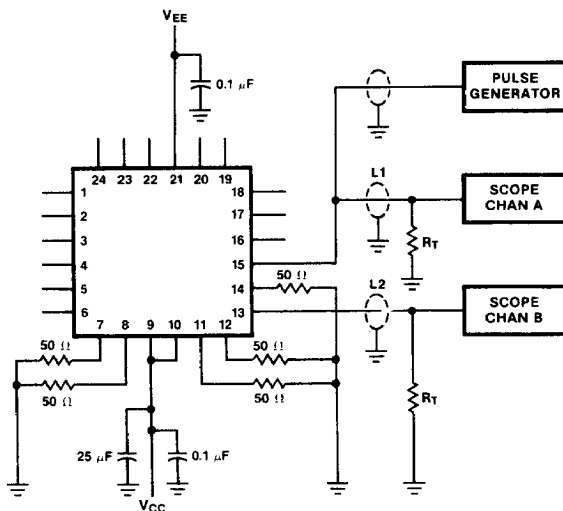 VEE
0.1 µF
PULSE
GENERATOR
24 23 22 21 20 19
1
2
3
4
5
6
18
17
16
15
14
13
L1
SCOPE
CHAN A
RT
50 Ω
L2
SCOPE
CHAN B
7 8 9 10 11 12
50 Ω
50 Ω
50 Ω
50 Ω
RT
25 µF
0.1 µF
VCC